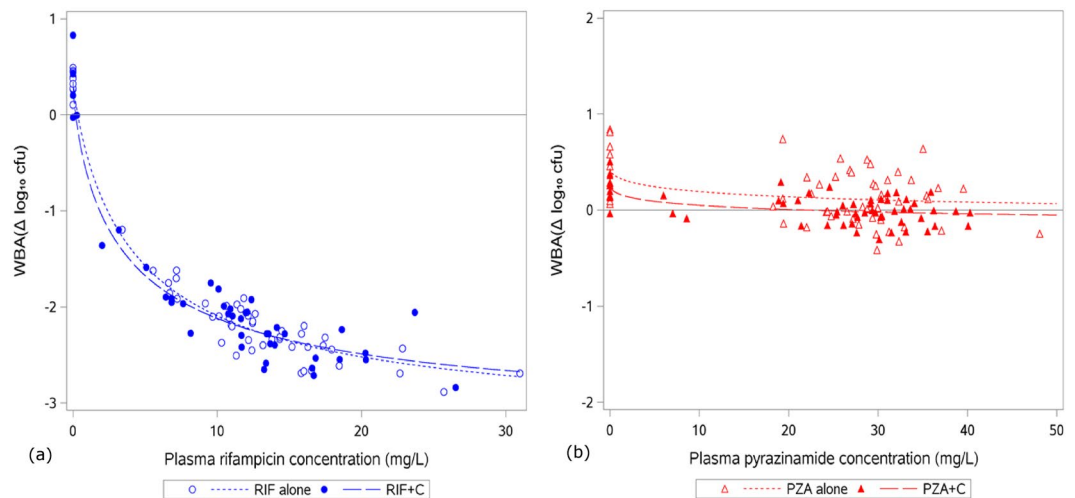 1
0
-1
-2
-3
WBA(Δ log₁₀ cfu)
0 10 20 30
(a)
Plasma rifampicin concentration (mg/L)
RIF alone RIF+C
2
1
0
-1
-2
WBA(Δ log₁₀ cfu)
0 10 20 30 40 50
(b)
Plasma pyrazinamide concentration (mg/L)
PZA alone PZA+C